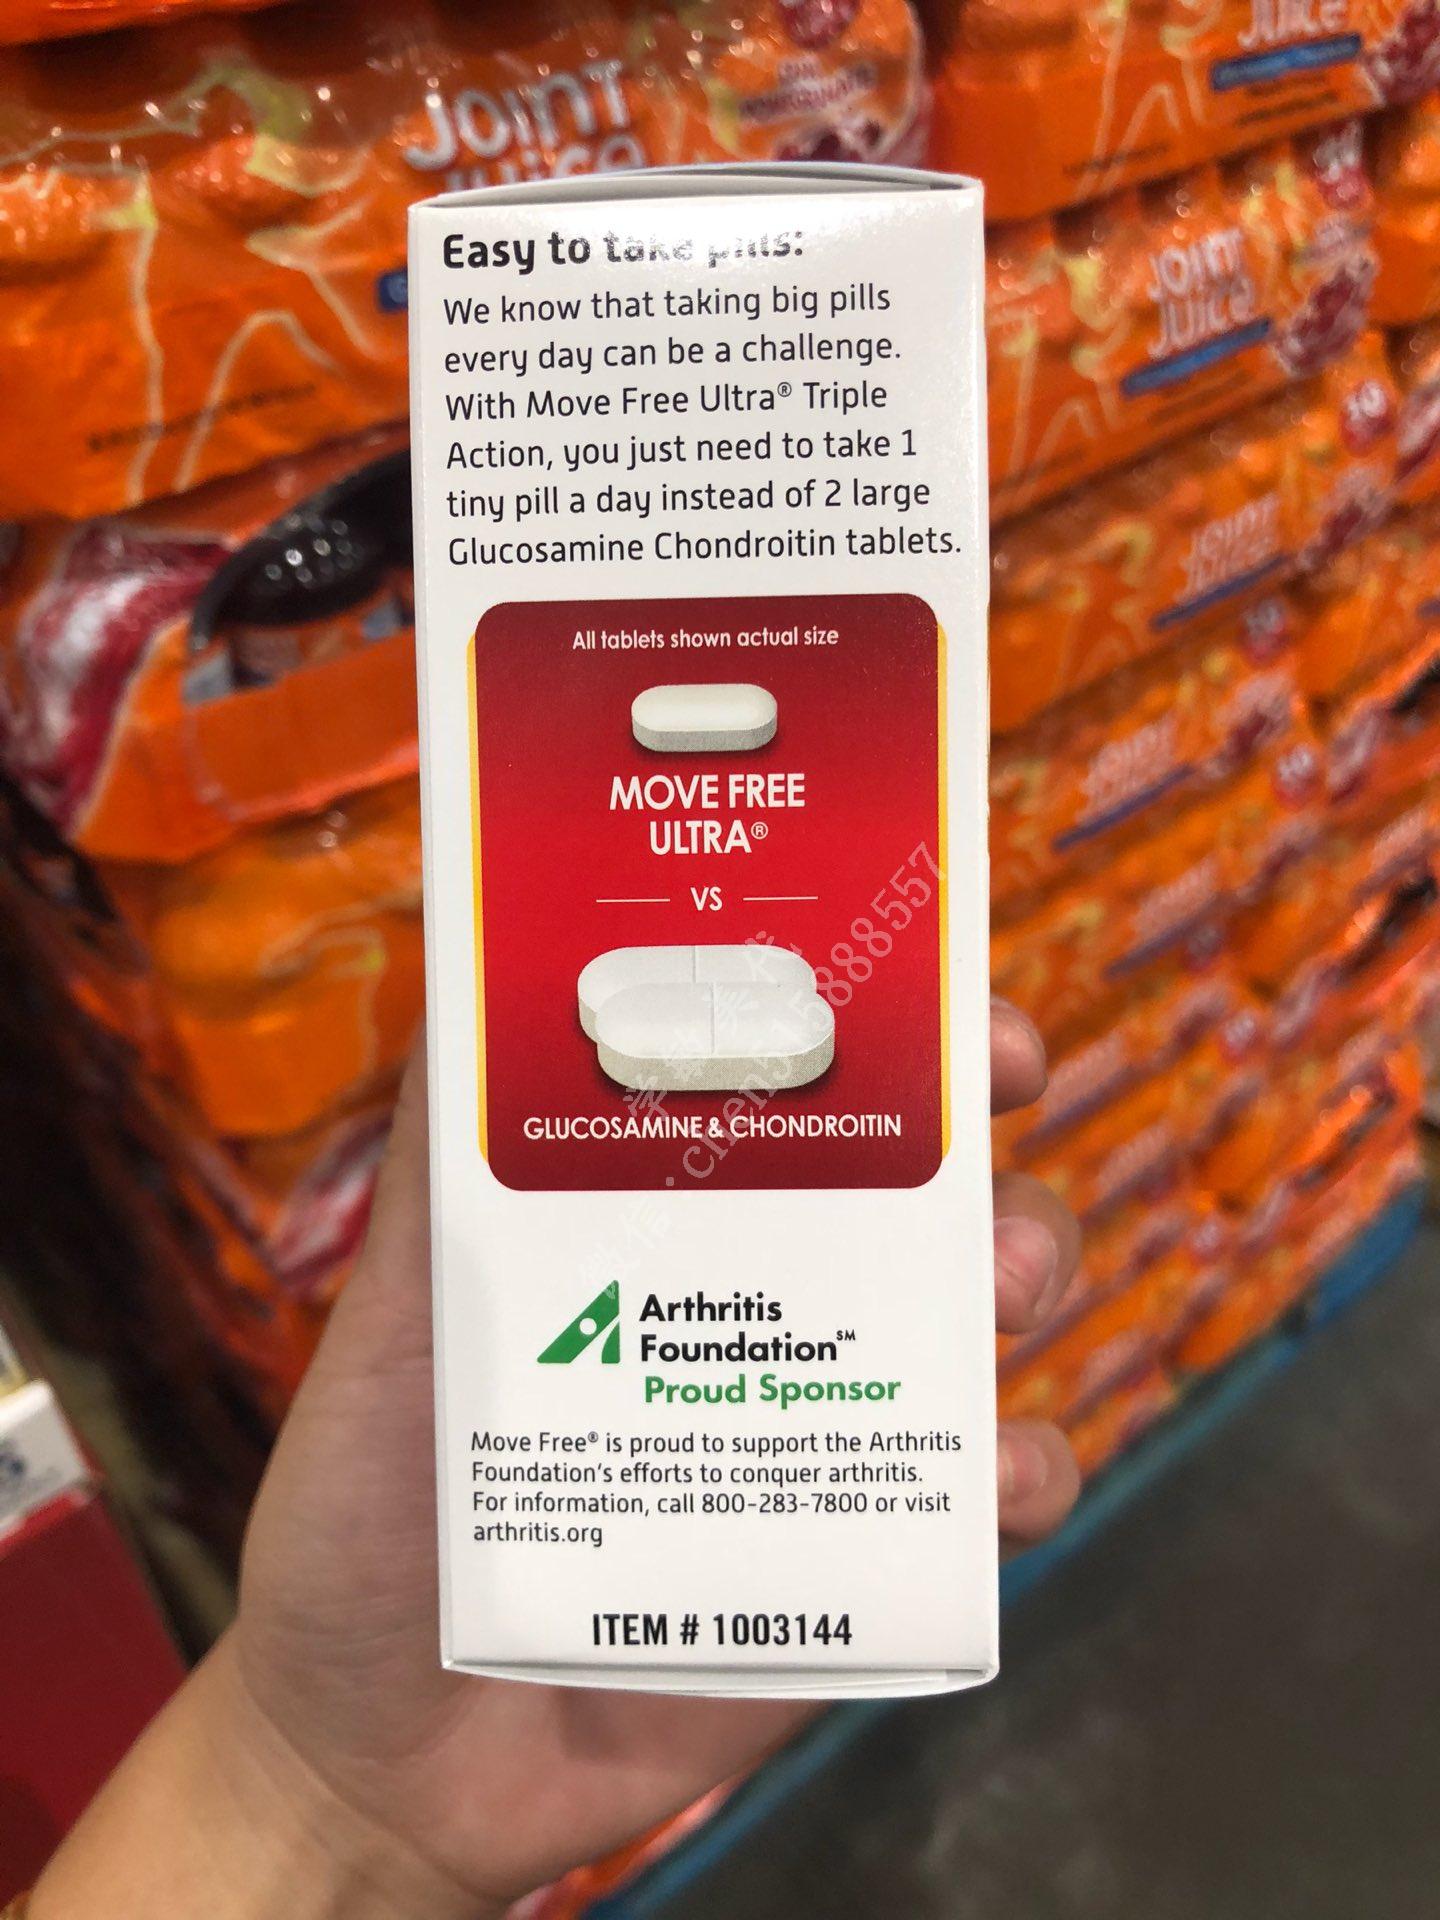 JOINT
JUICE
JOINT
JUICE
Easy to take pills:
We know that taking big pills
every day can be a challenge.
With Move Free Ultra® Triple
Action, you just need to take 1
tiny pill a day instead of 2 large
Glucosamine Chondroitin tablets.
All tablets shown actual size
MOVE FREE
ULTRA®
VS
GLUCOSAMINE & CHONDROITIN
Arthritis
Foundation℠
Proud Sponsor
Move Free® is proud to support the Arthritis
Foundation's efforts to conquer arthritis.
For information, call 800-283-7800 or visit
arthritis.org
ITEM # 1003144